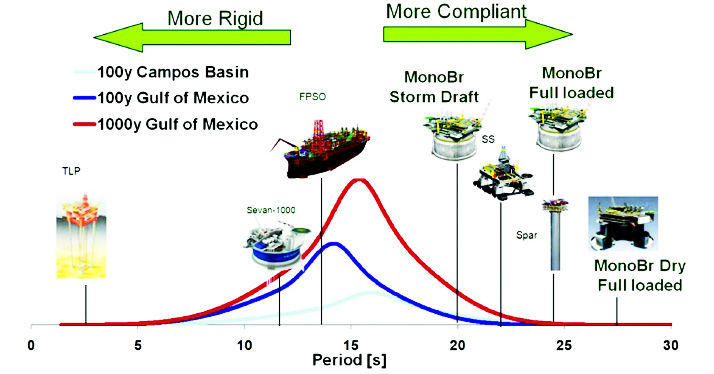 More Rigid
More Compliant
100y Campos Basin
100y Gulf of Mexico
1000y Gulf of Mexico
FPSO
MonoBr
Storm Draft
MonoBr
Full loaded
SS
TLP
Sevan-1000
Spar
MonoBr Dry
Full loaded
0
5
10
15
20
25
30
Period [s]